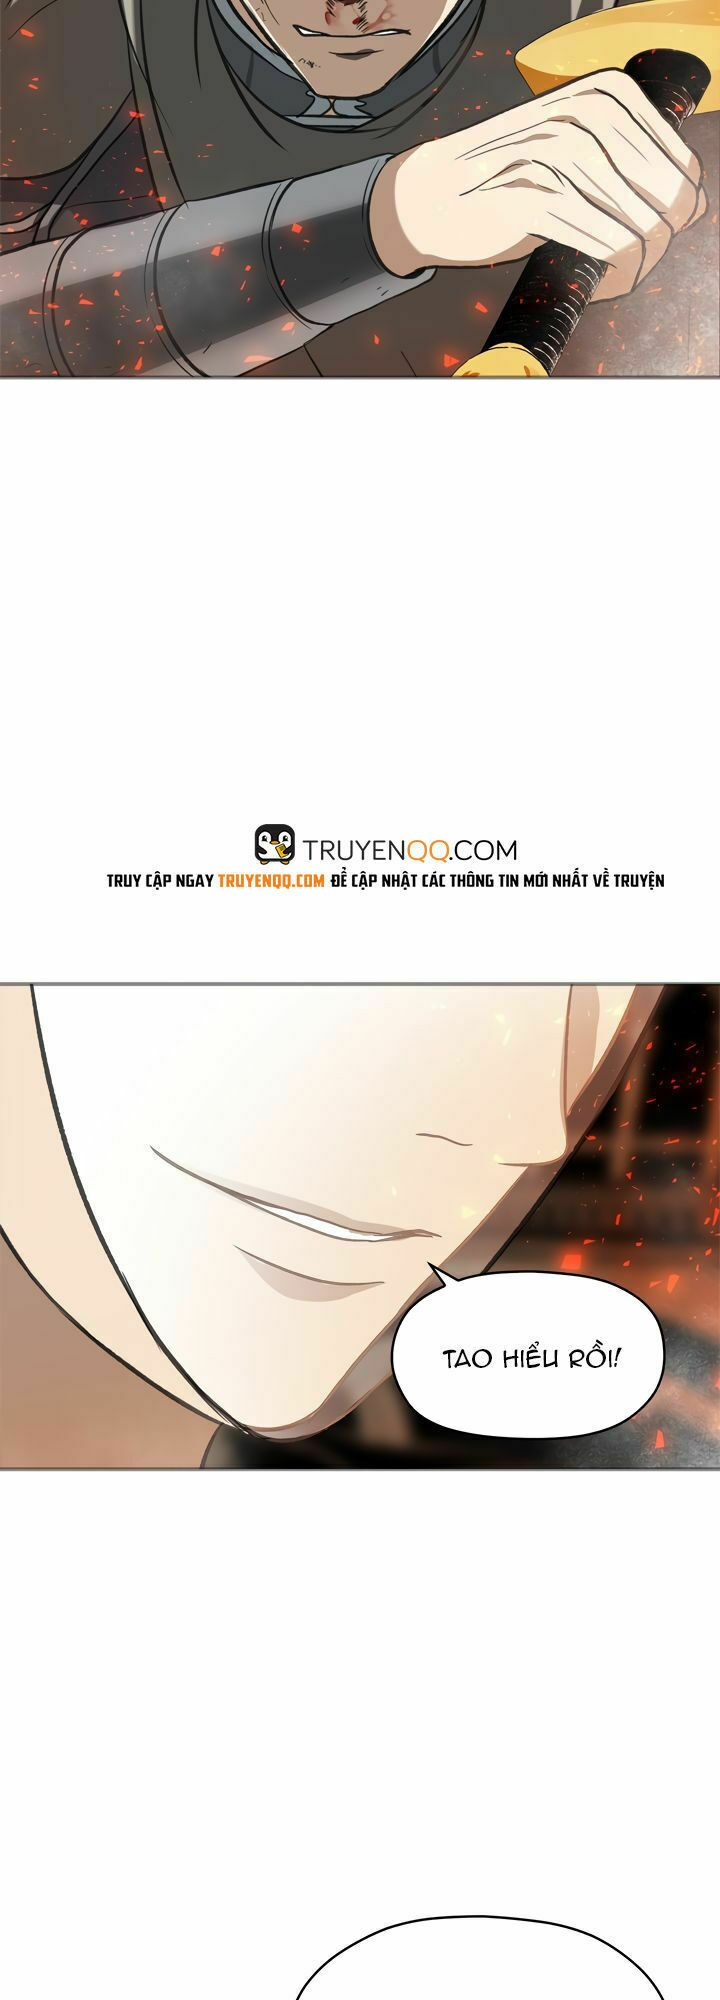 TRUYENQQ.COM
TRUY CẬP NGAY TRUYENQQ.COM ĐỂ CẬP NHẬT CÁC THÔNG TIN MỚI NHẤT VỀ TRUYỆN
TAO HIỂU RỒI!